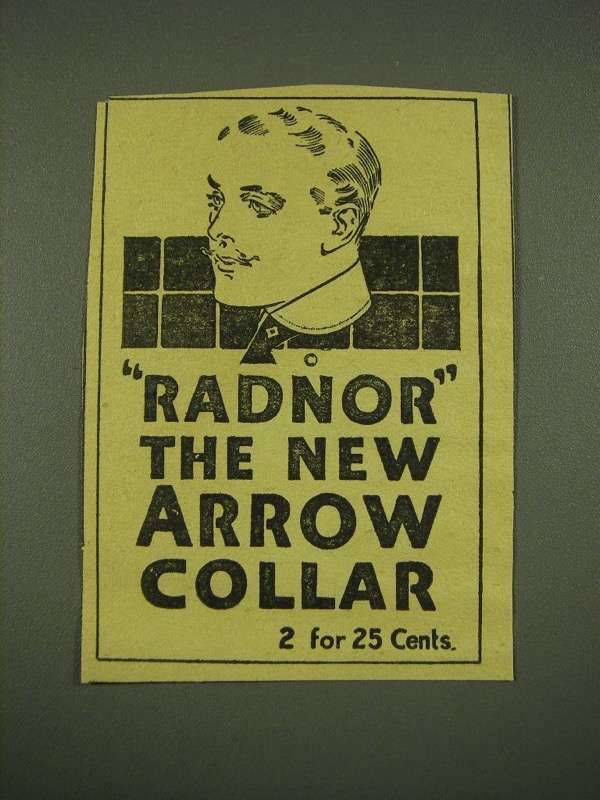 "RADNOR"
THE NEW
ARROW
COLLAR
2 for 25 Cents.